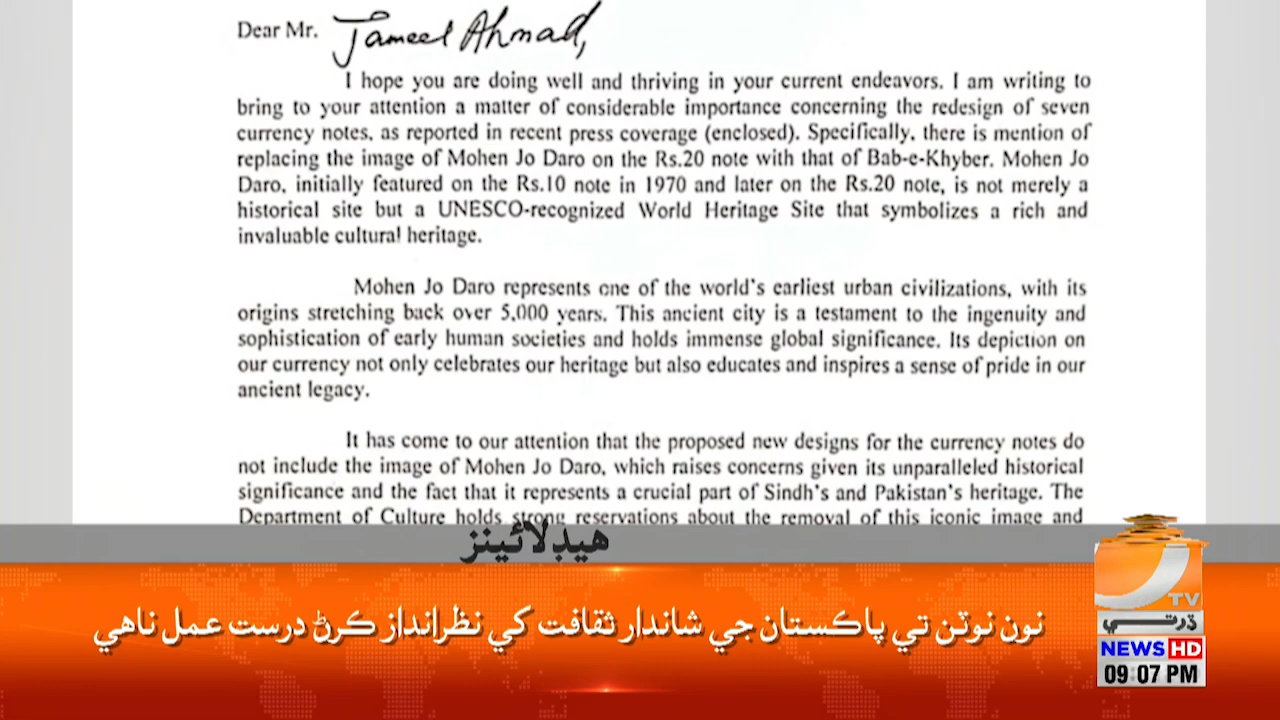 Dear Mr. Jameel Ahmad,
I hope you are doing well and thriving in your current endeavors. I am writing to
bring to your attention a matter of considerable importance concerning the redesign of seven
currency notes, as reported in recent press coverage (enclosed). Specifically, there is mention of
replacing the image of Mohen Jo Daro on the Rs.20 note with that of Bab-e-Khyber. Mohen Jo
Daro, initially featured on the Rs.10 note in 1970 and later on the Rs.20 note, is not merely a
historical site but a UNESCO-recognized World Heritage Site that symbolizes a rich and
invaluable cultural heritage.
Mohen Jo Daro represents one of the world's earliest urban civilizations, with its
origins stretching back over 5,000 years. This ancient city is a testament to the ingenuity and
sophistication of early human societies and holds immense global significance. Its depiction on
our currency not only celebrates our heritage but also educates and inspires a sense of pride in our
ancient legacy.
It has come to our attention that the proposed new designs for the currency notes do
not include the image of Mohen Jo Daro, which raises concerns given its unparalleled historical
significance and the fact that it represents a crucial part of Sindh's and Pakistan's heritage. The
Department of Culture holds strong reservations about the removal of this iconic image and
هيڊلائينز
نون نوٽن تي پاڪستان جي شاندار ثقافت کي نظرانداز ڪرڻ درست عمل ناهي
TV
ڌرتي
NEWS HD
09:07 PM